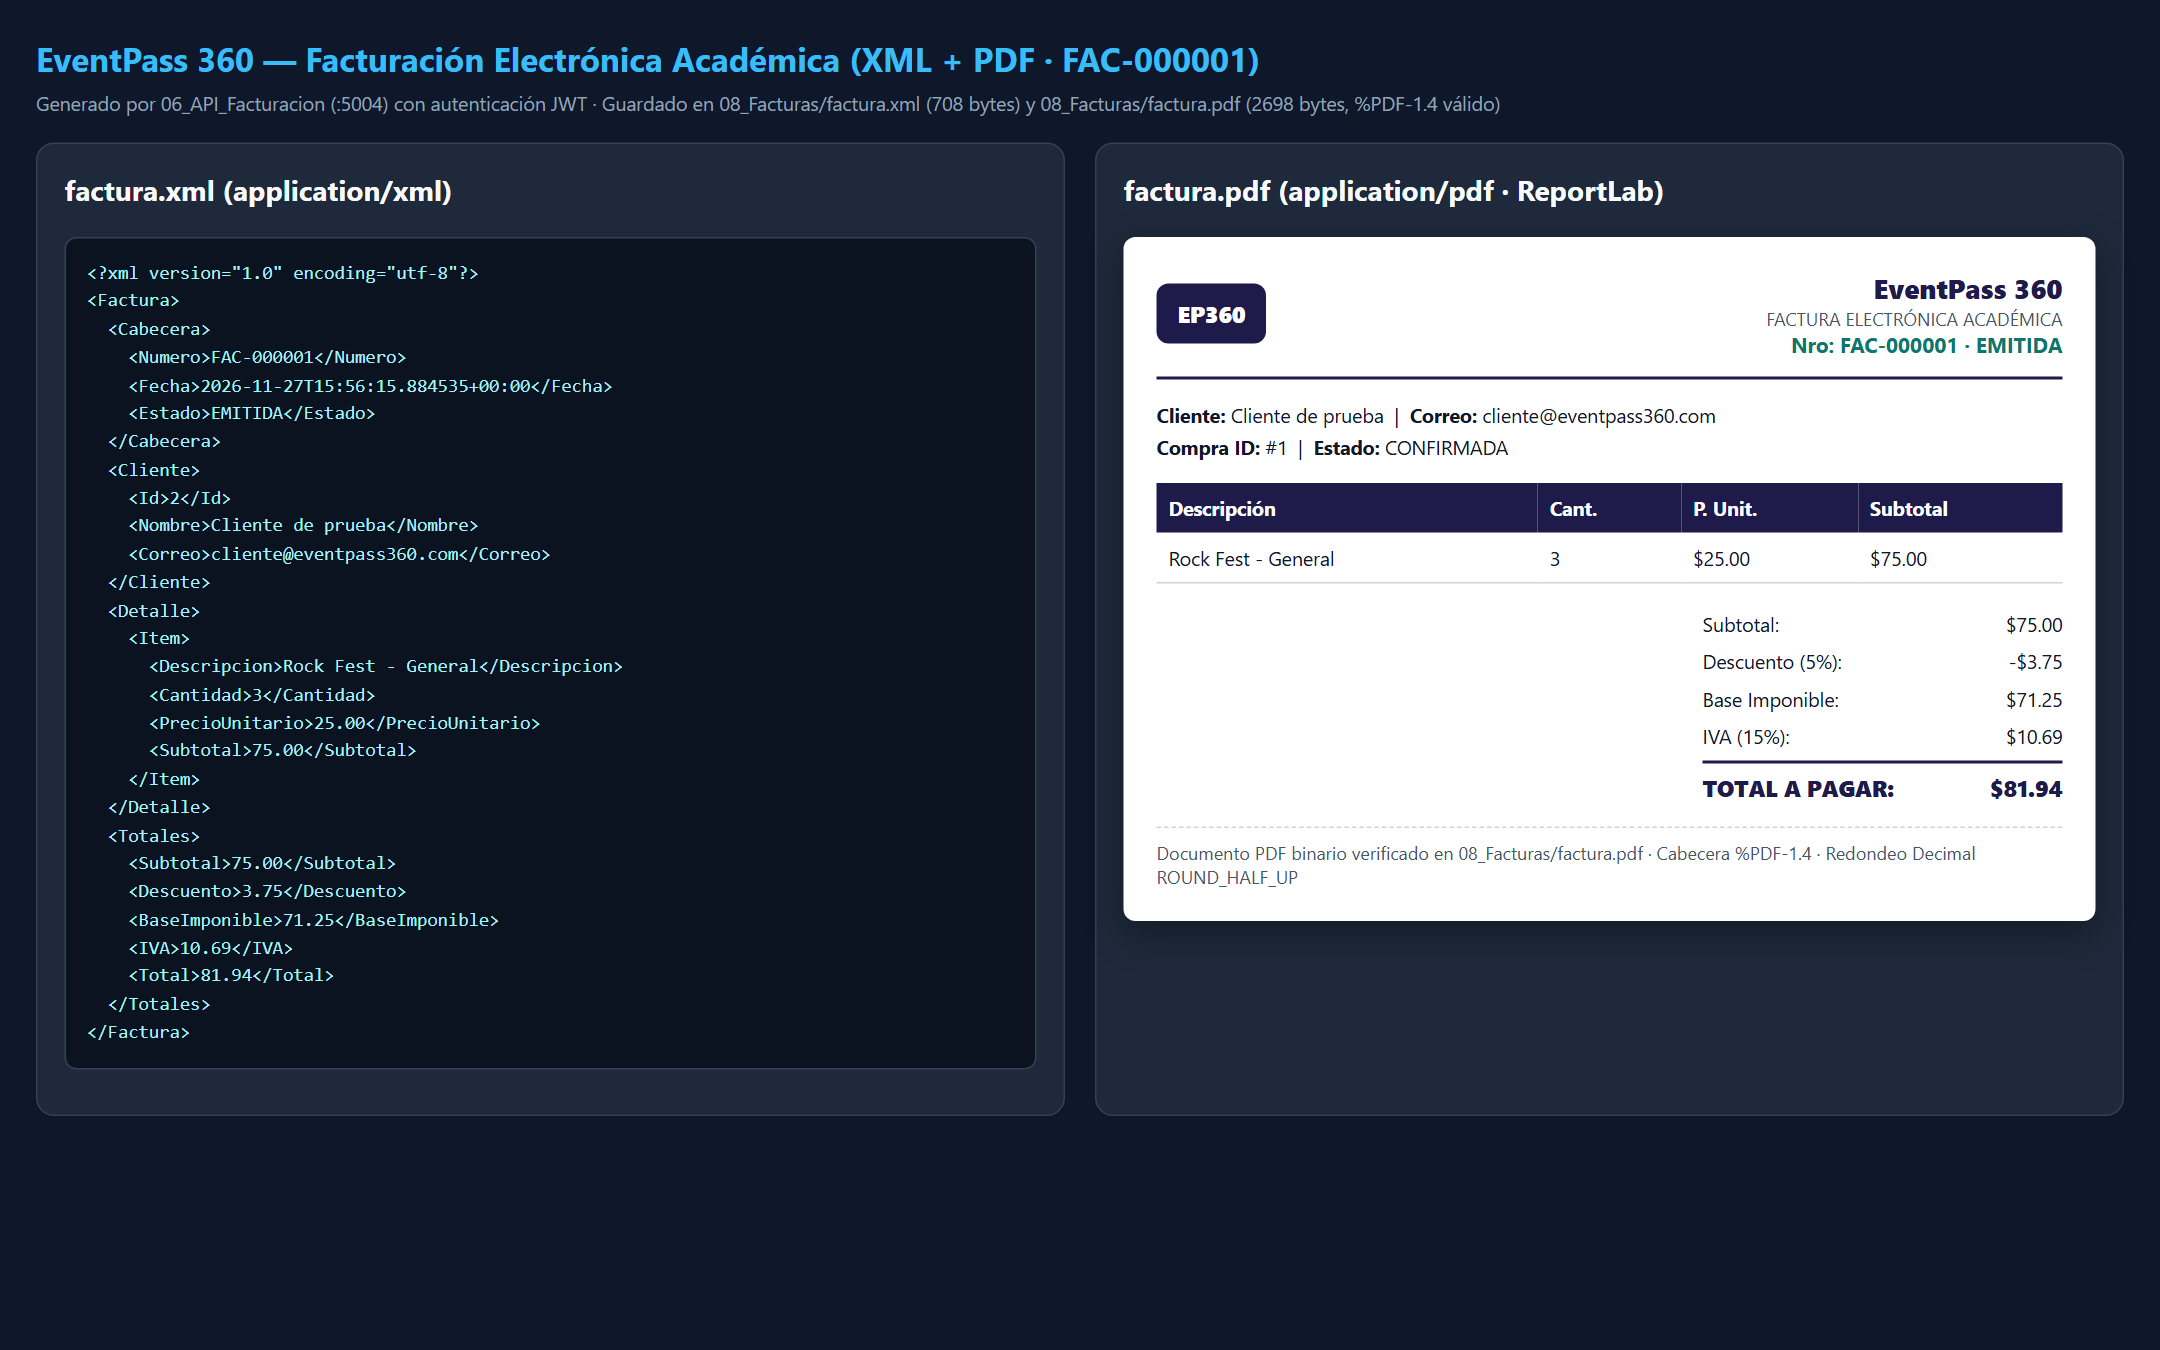 EventPass 360 — Facturación Electrónica Académica (XML + PDF · FAC-000001)
Generado por 06_API_Facturacion (:5004) con autenticación JWT · Guardado en 08_Facturas/factura.xml (708 bytes) y 08_Facturas/factura.pdf (2698 bytes, %PDF-1.4 válido)
factura.xml (application/xml)
<?xml version="1.0" encoding="utf-8"?>
<Factura>
  <Cabecera>
    <Numero>FAC-000001</Numero>
    <Fecha>2026-11-27T15:56:15.884535+00:00</Fecha>
    <Estado>EMITIDA</Estado>
  </Cabecera>
  <Cliente>
    <Id>2</Id>
    <Nombre>Cliente de prueba</Nombre>
    <Correo>cliente@eventpass360.com</Correo>
  </Cliente>
  <Detalle>
    <Item>
      <Descripcion>Rock Fest - General</Descripcion>
      <Cantidad>3</Cantidad>
      <PrecioUnitario>25.00</PrecioUnitario>
      <Subtotal>75.00</Subtotal>
    </Item>
  </Detalle>
  <Totales>
    <Subtotal>75.00</Subtotal>
    <Descuento>3.75</Descuento>
    <BaseImponible>71.25</BaseImponible>
    <IVA>10.69</IVA>
    <Total>81.94</Total>
  </Totales>
</Factura>
factura.pdf (application/pdf · ReportLab)
EP360
EventPass 360
FACTURA ELECTRÓNICA ACADÉMICA
Nro: FAC-000001 · EMITIDA
Cliente: Cliente de prueba | Correo: cliente@eventpass360.com
Compra ID: #1 | Estado: CONFIRMADA
Descripción Cant. P. Unit. Subtotal
Rock Fest - General 3 $25.00 $75.00
Subtotal: $75.00
Descuento (5%): -$3.75
Base Imponible: $71.25
IVA (15%): $10.69
TOTAL A PAGAR: $81.94
Documento PDF binario verificado en 08_Facturas/factura.pdf · Cabecera %PDF-1.4 · Redondeo Decimal
ROUND_HALF_UP